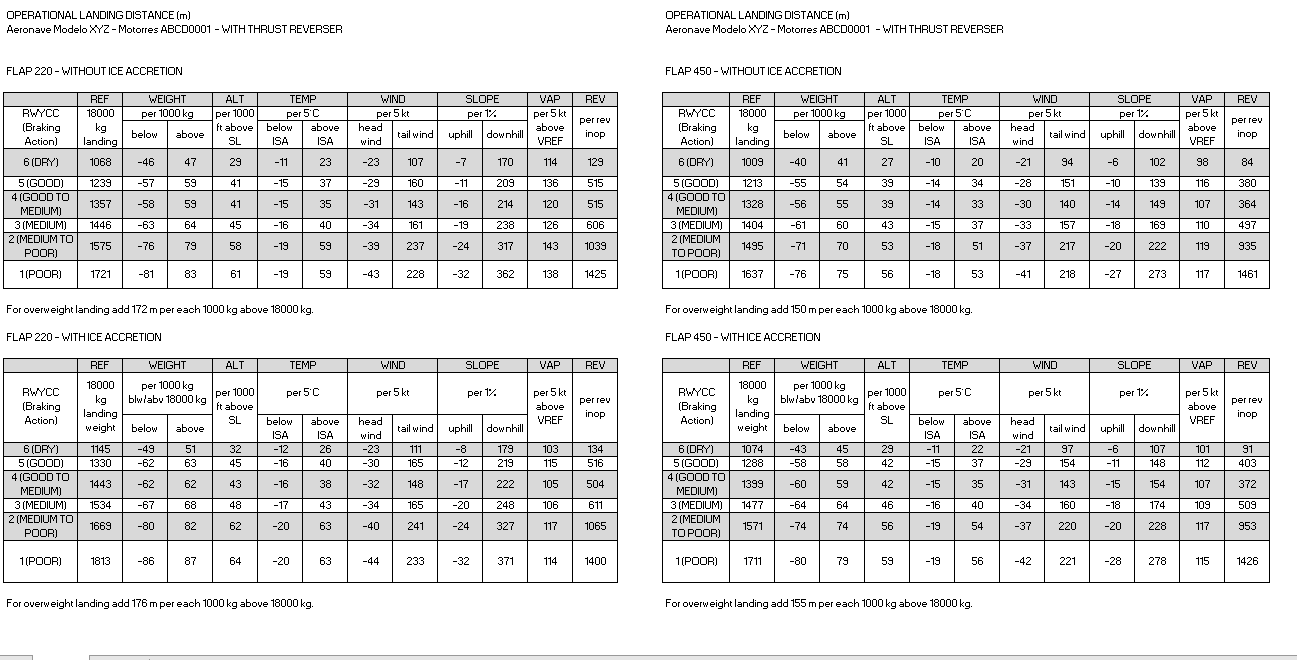 OPERATIONAL LANDING DISTANCE (m)
Aeronave Modelo XYZ - Motorres ABCD0001 - WITH THRUST REVERSER
FLAP 220 - WITHOUT ICE ACCRETION
REF WEIGHT ALT TEMP WIND SLOPE VAP REV
RWYCC (Braking Action) 18000 kg landing per 1000 kg per 1000 ft above SL per 5°C per 5 kt per 1% per 5 kt above VREF per rev inop
below above below ISA above ISA head wind tail wind uphill downhill
6 (DRY) 1068 -46 47 29 -11 23 -23 107 -7 170 114 129
5 (GOOD) 1239 -57 59 41 -15 37 -29 160 -11 209 136 515
4 (GOOD TO MEDIUM) 1357 -58 59 41 -15 35 -31 143 -16 214 120 515
3 (MEDIUM) 1446 -63 64 45 -16 40 -34 161 -19 238 126 606
2 (MEDIUM TO POOR) 1575 -76 79 58 -19 59 -39 237 -24 317 143 1039
1 (POOR) 1721 -81 83 61 -19 59 -43 228 -32 362 138 1425
For overweight landing add 172 m per each 1000 kg above 18000 kg.
FLAP 220 - WITH ICE ACCRETION
REF WEIGHT ALT TEMP WIND SLOPE VAP REV
RWYCC (Braking Action) 18000 kg landing weight per 1000 kg blw/abv 18000 kg per 1000 ft above SL per 5°C per 5 kt per 1% per 5 kt above VREF per rev inop
below above below ISA above ISA head wind tail wind uphill downhill
6 (DRY) 1145 -49 51 32 -12 26 -23 111 -8 179 103 134
5 (GOOD) 1330 -62 63 45 -16 40 -30 165 -12 219 115 516
4 (GOOD TO MEDIUM) 1443 -62 62 43 -16 38 -32 148 -17 222 105 504
3 (MEDIUM) 1534 -67 68 48 -17 43 -34 165 -20 248 106 611
2 (MEDIUM TO POOR) 1669 -80 82 62 -20 63 -40 241 -24 327 117 1065
1 (POOR) 1813 -86 87 64 -20 63 -44 233 -32 371 114 1400
For overweight landing add 176 m per each 1000 kg above 18000 kg.
OPERATIONAL LANDING DISTANCE (m)
Aeronave Modelo XYZ - Motorres ABCD0001 - WITH THRUST REVERSER
FLAP 450 - WITHOUT ICE ACCRETION
REF WEIGHT ALT TEMP WIND SLOPE VAP REV
RWYCC (Braking Action) 18000 kg landing per 1000 kg per 1000 ft above SL per 5°C per 5 kt per 1% per 5 kt above VREF per rev inop
below above below ISA above ISA head wind tail wind uphill downhill
6 (DRY) 1009 -40 41 27 -10 20 -21 94 -6 102 98 84
5 (GOOD) 1213 -55 54 39 -14 34 -28 151 -10 139 116 380
4 (GOOD TO MEDIUM) 1328 -56 55 39 -14 33 -30 140 -14 149 107 364
3 (MEDIUM) 1404 -61 60 43 -15 37 -33 157 -18 169 110 497
2 (MEDIUM TO POOR) 1495 -71 70 53 -18 51 -37 217 -20 222 119 935
1 (POOR) 1637 -76 75 56 -18 53 -41 218 -27 273 117 1461
For overweight landing add 150 m per each 1000 kg above 18000 kg.
FLAP 450 - WITH ICE ACCRETION
REF WEIGHT ALT TEMP WIND SLOPE VAP REV
RWYCC (Braking Action) 18000 kg landing weight per 1000 kg blw/abv 18000 kg per 1000 ft above SL per 5°C per 5 kt per 1% per 5 kt above VREF per rev inop
below above below ISA above ISA head wind tail wind uphill downhill
6 (DRY) 1074 -43 45 29 -11 22 -21 97 -6 107 101 91
5 (GOOD) 1288 -58 58 42 -15 37 -29 154 -11 148 112 403
4 (GOOD TO MEDIUM) 1399 -60 59 42 -15 35 -31 143 -15 154 107 372
3 (MEDIUM) 1477 -64 64 46 -16 40 -34 160 -18 174 109 509
2 (MEDIUM TO POOR) 1571 -74 74 56 -19 54 -37 220 -20 228 117 953
1 (POOR) 1711 -80 79 59 -19 56 -42 221 -28 278 115 1426
For overweight landing add 155 m per each 1000 kg above 18000 kg.